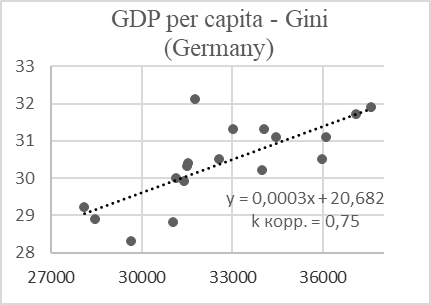 GDP per capita - Gini
(Germany)
33
32
31
30
29
28
y = 0,0003x + 20,682
k корр. = 0,75
27000 30000 33000 36000